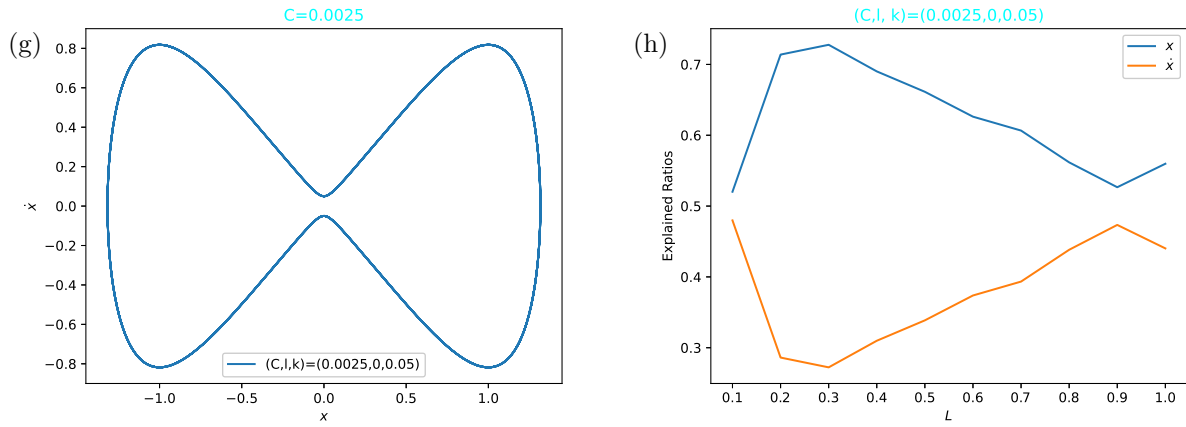 (g)
C=0.0025
0.8
0.6
0.4
0.2
0.0
−0.2
−0.4
−0.6
−0.8
ẋ
−1.0
−0.5
0.0
0.5
1.0
x
(C,l,k)=(0.0025,0,0.05)
(h)
(C,l, k)=(0.0025,0,0.05)
0.7
0.6
0.5
0.4
0.3
Explained Ratios
0.1
0.2
0.3
0.4
0.5
0.6
0.7
0.8
0.9
1.0
L
x
ẋ